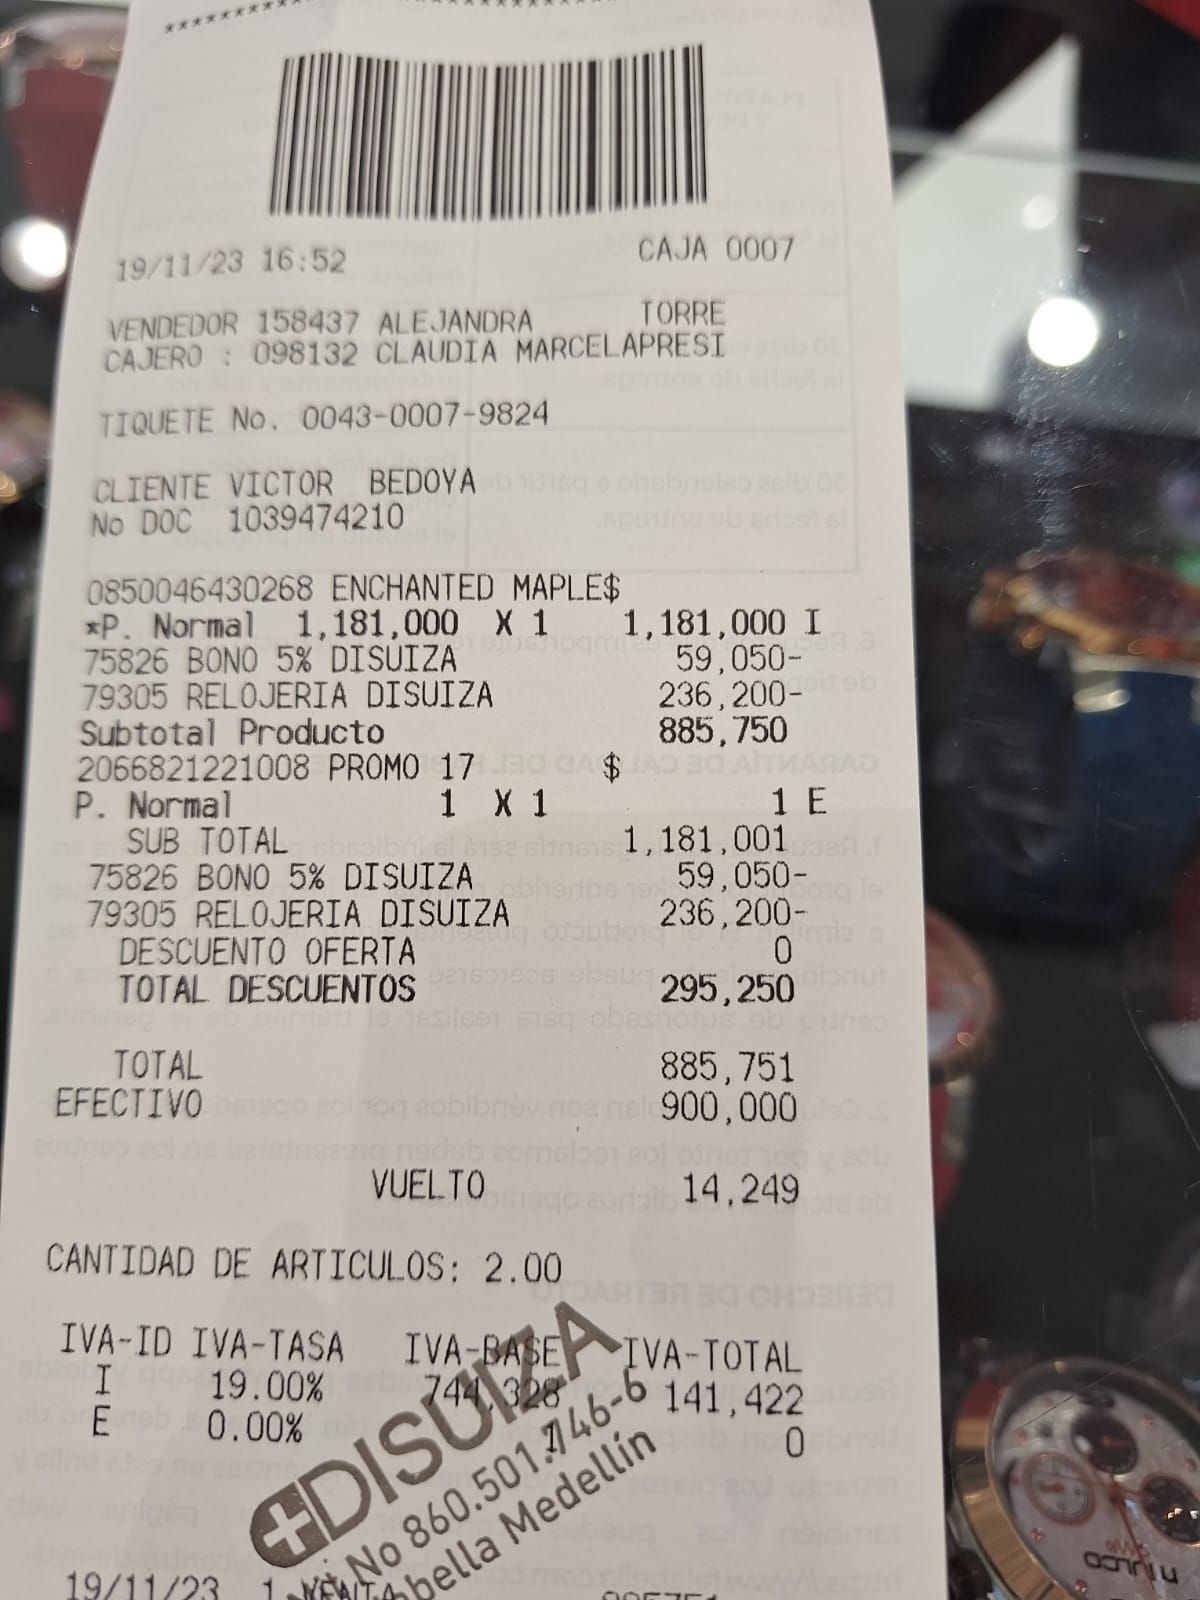 19/11/23 16:52 CAJA 0007
VENDEDOR 158437 ALEJANDRA TORRE
CAJERO : 098132 CLAUDIA MARCELAPRESI
TIQUETE No. 0043-0007-9824
CLIENTE VICTOR BEDOYA
No DOC 1039474210
0850046430268 ENCHANTED MAPLE$
*P. Normal 1,181,000 X 1 1,181,000 I
75826 BONO 5% DISUIZA 59,050-
79305 RELOJERIA DISUIZA 236,200-
Subtotal Producto 885,750
2066821221008 PROMO 17 $
P. Normal 1 X 1 1 E
SUB TOTAL 1,181,001
75826 BONO 5% DISUIZA 59,050-
79305 RELOJERIA DISUIZA 236,200-
DESCUENTO OFERTA 0
TOTAL DESCUENTOS 295,250
TOTAL 885,751
EFECTIVO 900,000
VUELTO 14,249
CANTIDAD DE ARTICULOS: 2.00
IVA-ID IVA-TASA IVA-BASE IVA-TOTAL
I 19.00% 744,328 141,422
E 0.00% 1 0
DISUIZA
No 860.501.746-6
Medellín
19/11/23 1 VENTA